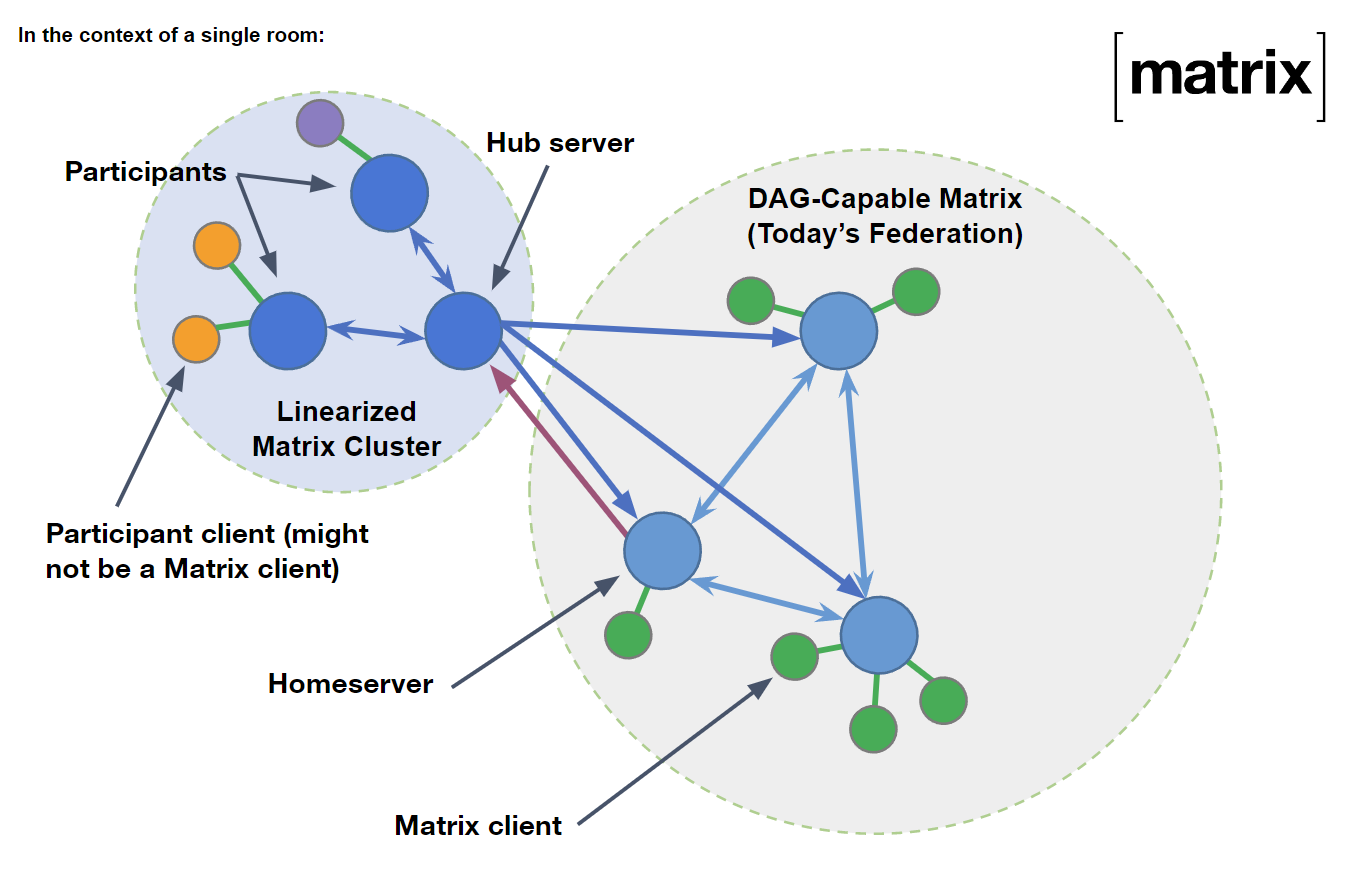 In the context of a single room:
[matrix]
Hub server
Participants
DAG-Capable Matrix
(Today’s Federation)
Linearized
Matrix Cluster
Participant client (might
not be a Matrix client)
Homeserver
Matrix client